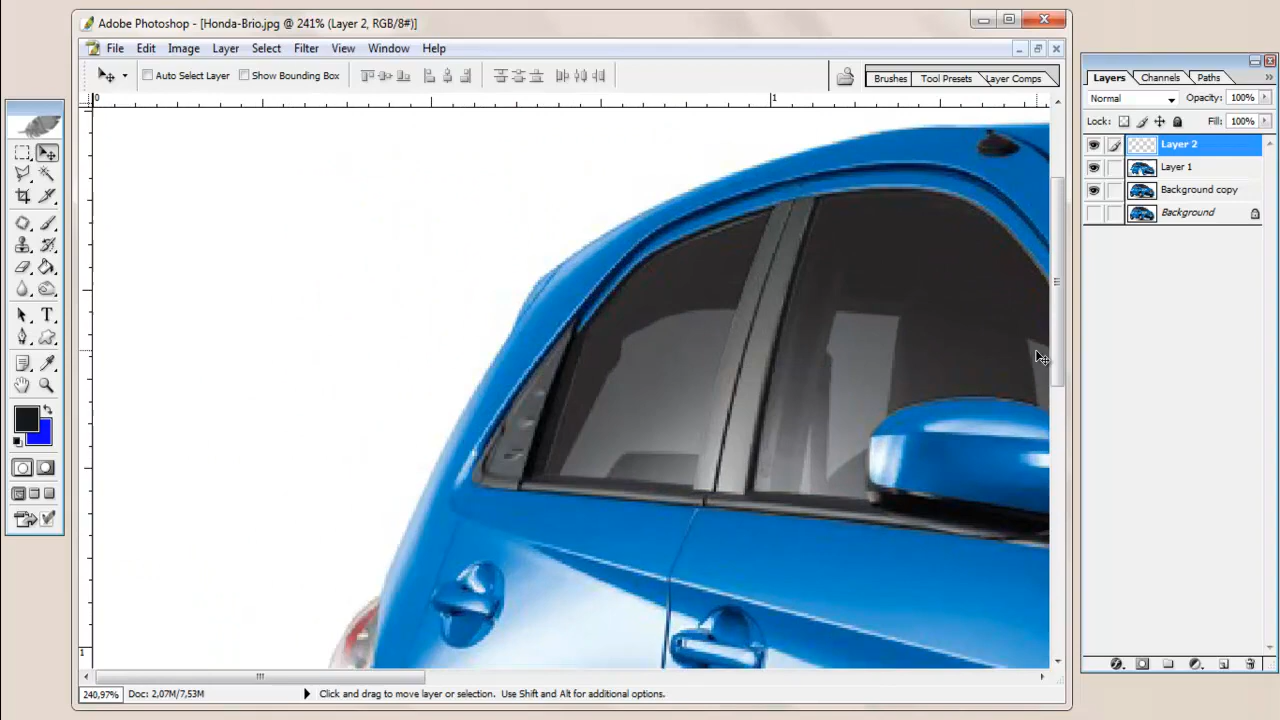 Adobe Photoshop - [Honda-Brio.jpg @ 241% (Layer 2, RGB/8#)]
File Edit Image Layer Select Filter View Window Help
Auto Select Layer Show Bounding Box
Brushes Tool Presets Layer Comps
0 1
1
T
240,97% Doc: 2,07M/7,53M Click and drag to move layer or selection. Use Shift and Alt for additional options.
Layers Channels Paths
Normal Opacity: 100%
Lock: Fill: 100%
Layer 2
Layer 1
Background copy
Background